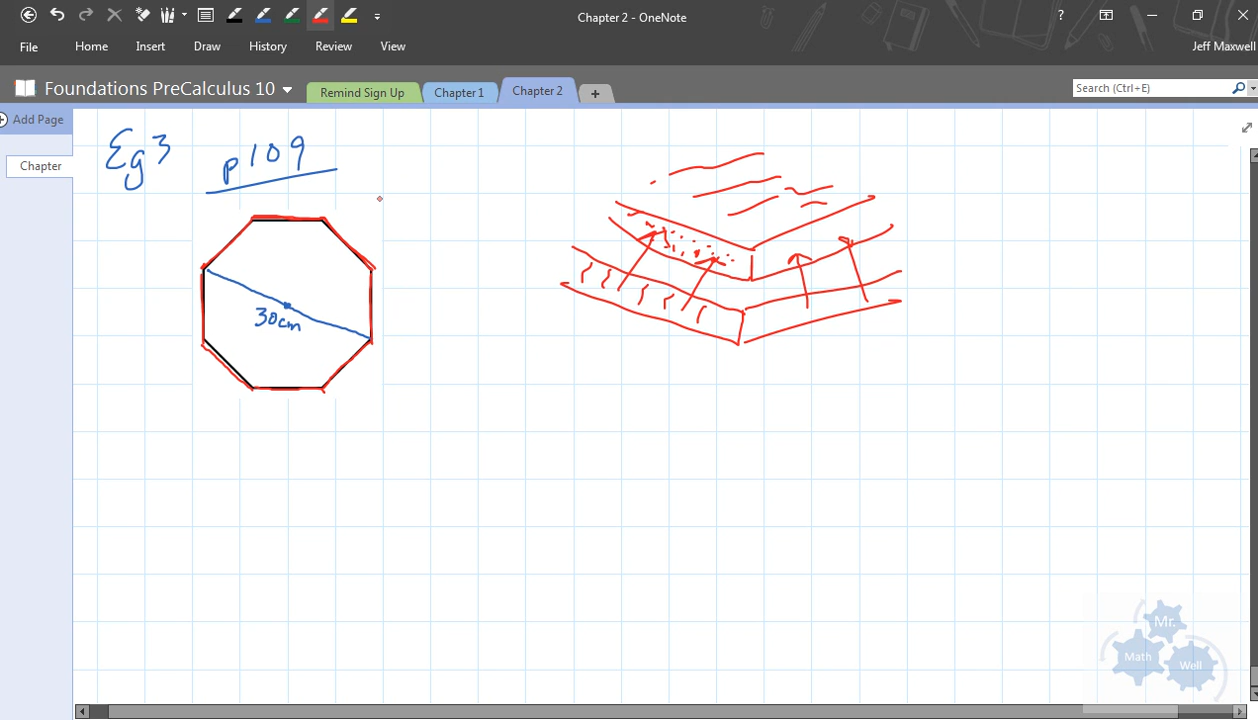 Chapter 2 - OneNote
?
File
Home
Insert
Draw
History
Review
View
Jeff Maxwell
Foundations PreCalculus 10
Remind Sign Up
Chapter 1
Chapter 2
+
Search (Ctrl+E)
Add Page
Chapter
Eg 3 p109
30cm
Mr.
Math
Well